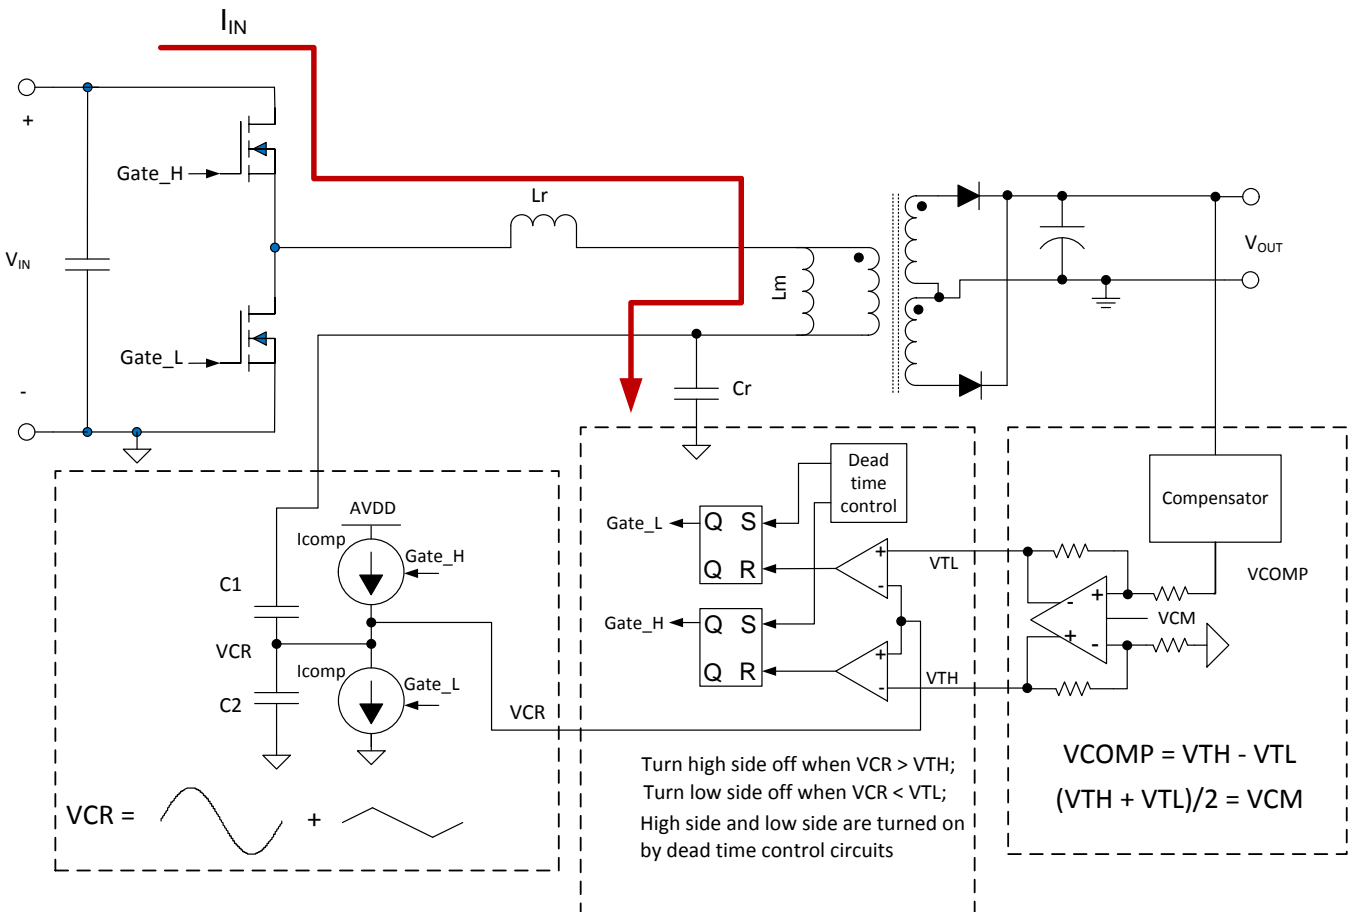 IIN
+
Gate_H
Lr
VIN
Lm
VOUT
Gate_L
-
Cr
AVDD
Icomp
Gate_H
C1
VCR
Icomp
Gate_L
C2
VCR
VCR =
+
Dead
time
control
Gate_L
Q S
Q R
+
-
VTL
Gate_H
Q S
Q R
+
-
VTH
Turn high side off when VCR > VTH;
Turn low side off when VCR < VTL;
High side and low side are turned on
by dead time control circuits
Compensator
VCOMP
+
-
VCM
+
-
VCOMP = VTH - VTL
(VTH + VTL)/2 = VCM